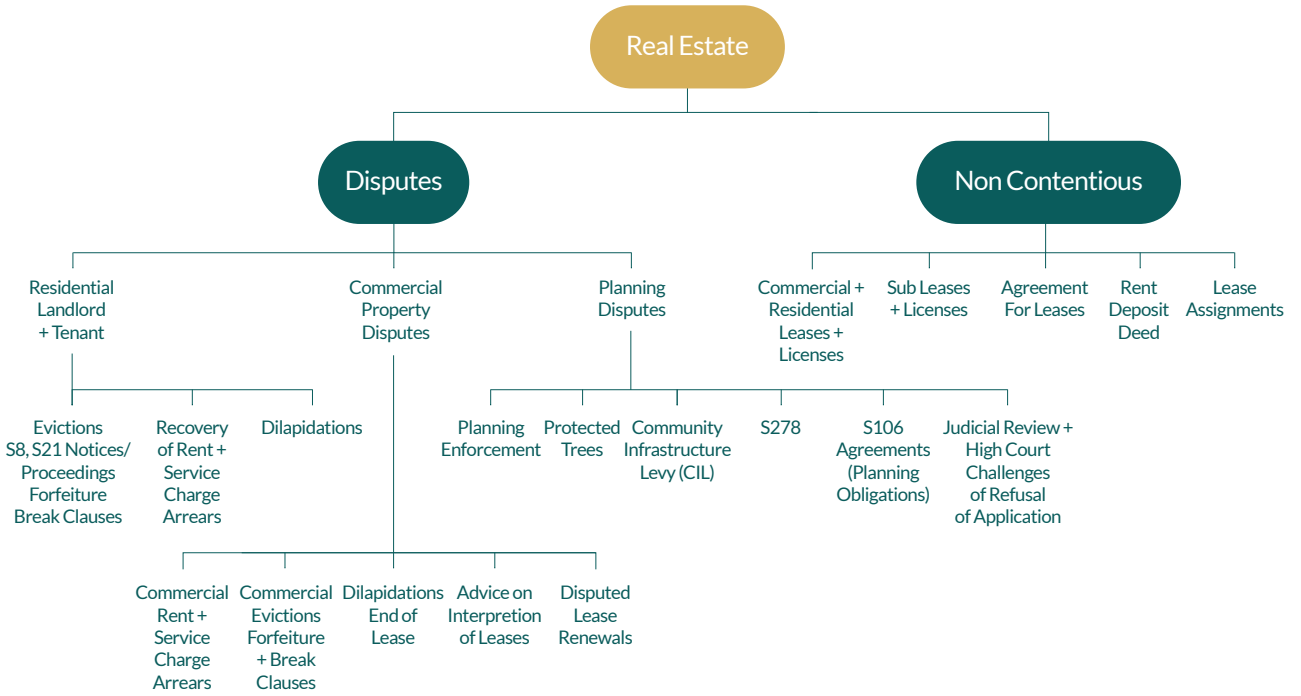 Real Estate
Disputes
Non Contentious
Residential
Landlord
+ Tenant
Commercial
Property
Disputes
Planning
Disputes
Commercial +
Residential
Leases +
Licenses
Sub Leases
+ Licenses
Agreement
For Leases
Rent
Deposit
Deed
Lease
Assignments
Evictions
S8, S21 Notices/
Proceedings
Forfeiture
Break Clauses
Recovery
of Rent +
Service
Charge
Arrears
Dilapidations
Planning
Enforcement
Protected
Trees
Community
Infrastructure
Levy (CIL)
S278
S106
Agreements
(Planning
Obligations)
Judicial Review +
High Court
Challenges
of Refusal
of Application
Commercial
Rent +
Service
Charge
Arrears
Commercial
Evictions
Forfeiture
+ Break
Clauses
Dilapidations
End of
Lease
Advice on
Interpretion
of Leases
Disputed
Lease
Renewals